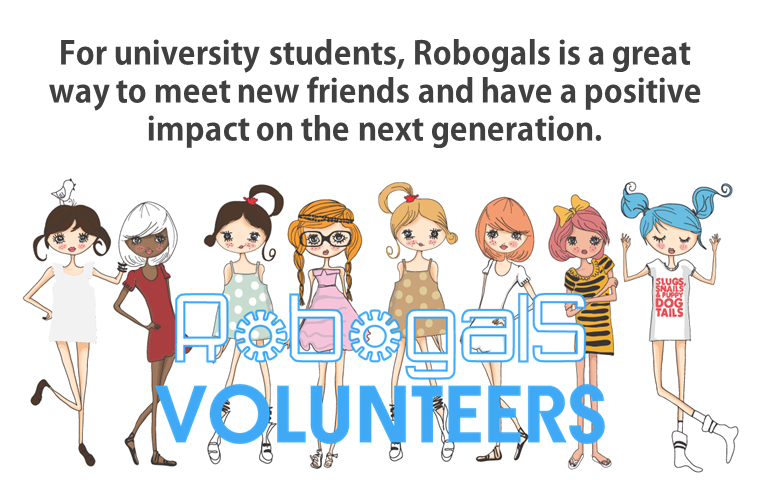 For university students, Robogals is a great
way to meet new friends and have a positive
impact on the next generation.
SLUGS,
SNAILS
& PUPPY
DOG
TAILS
RobogalS
VOLUNTEERS